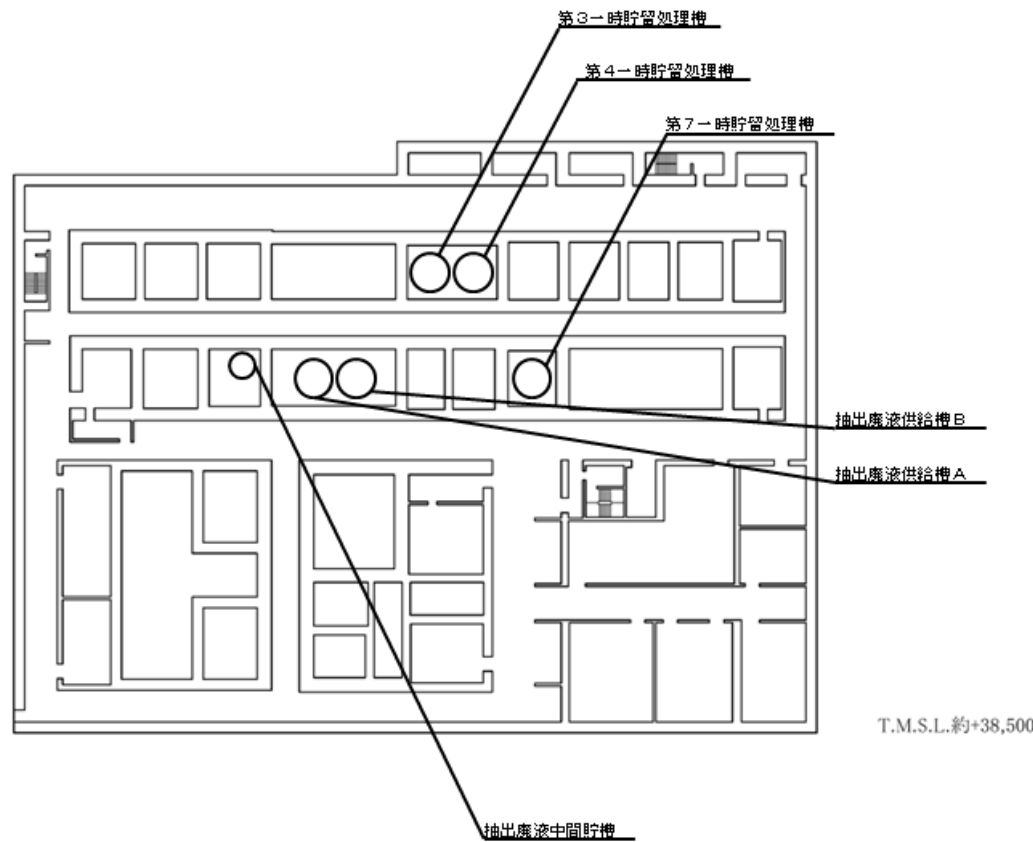 第3一時貯留処理槽
第4一時貯留処理槽
第7一時貯留処理槽
抽出廃液供給槽B
抽出廃液供給槽A
T.M.S.L.約+38,500
抽出廃液中間貯槽